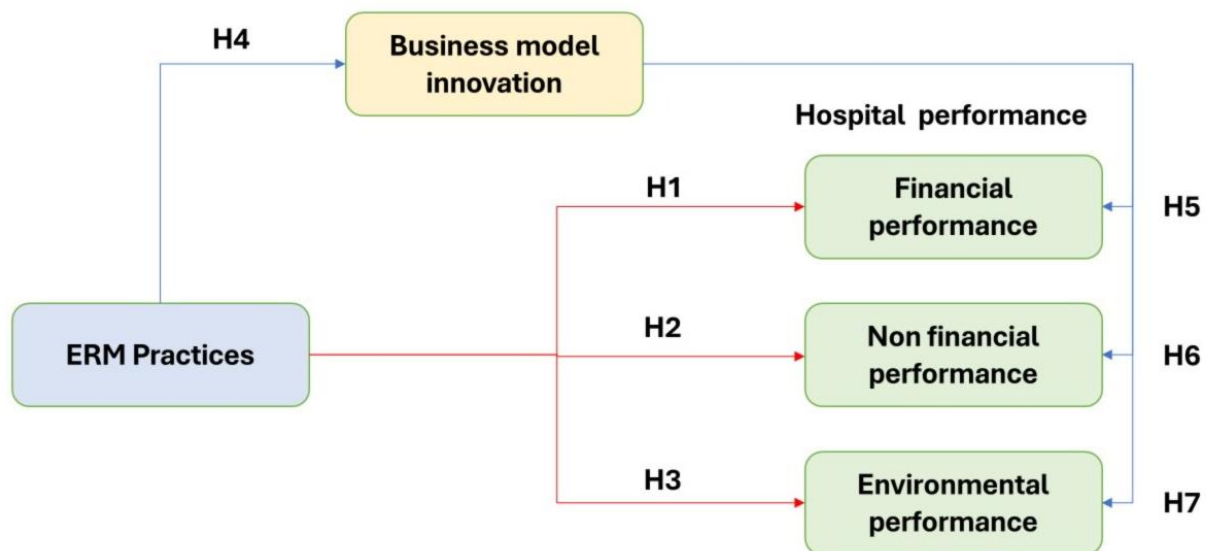 H4
Business model
innovation
Hospital performance
H1
Financial
performance
H5
ERM Practices
H2
Non financial
performance
H6
H3
Environmental
performance
H7